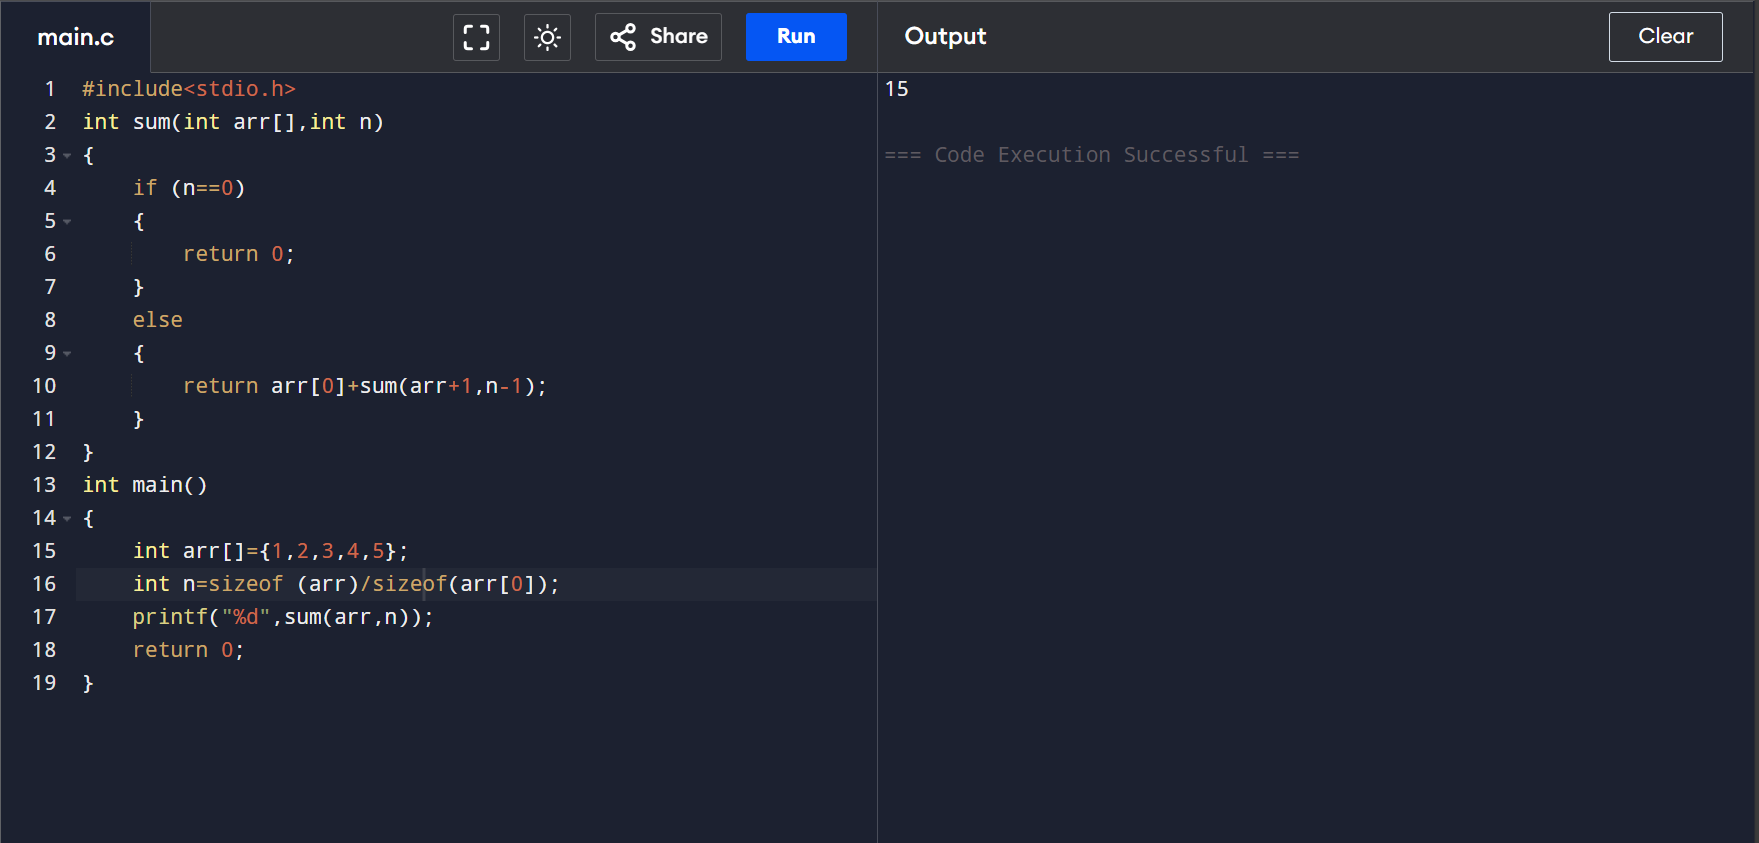 main.c
Share
Run
Output
Clear
1 #include<stdio.h>
2 int sum(int arr[],int n)
3 {
4     if (n==0)
5     {
6         return 0;
7     }
8     else
9     {
10         return arr[0]+sum(arr+1,n-1);
11     }
12 }
13 int main()
14 {
15     int arr[]={1,2,3,4,5};
16     int n=sizeof (arr)/sizeof(arr[0]);
17     printf("%d",sum(arr,n));
18     return 0;
19 }
15
=== Code Execution Successful ===